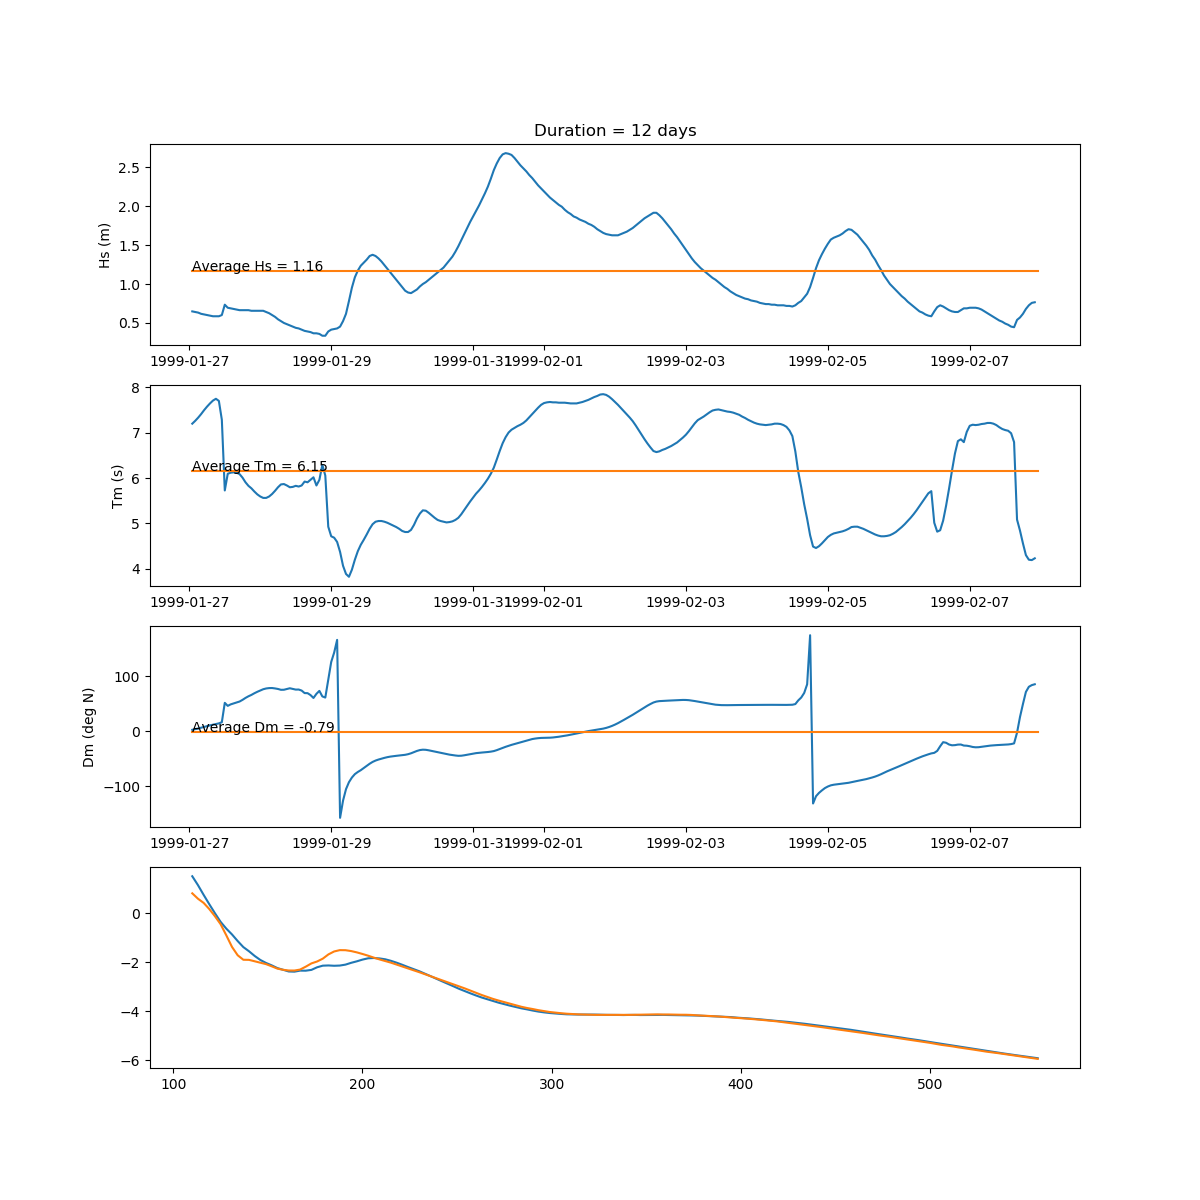 Duration = 12 days
Hs (m)
2.5
2.0
1.5
1.0
0.5
Average Hs = 1.16
1999-01-27 1999-01-29 1999-01-31 1999-02-01 1999-02-03 1999-02-05 1999-02-07
Tm (s)
8
7
6
5
4
Average Tm = 6.15
1999-01-27 1999-01-29 1999-01-31 1999-02-01 1999-02-03 1999-02-05 1999-02-07
Dm (deg N)
100
0
−100
Average Dm = -0.79
1999-01-27 1999-01-29 1999-01-31 1999-02-01 1999-02-03 1999-02-05 1999-02-07
0
−2
−4
−6
100 200 300 400 500